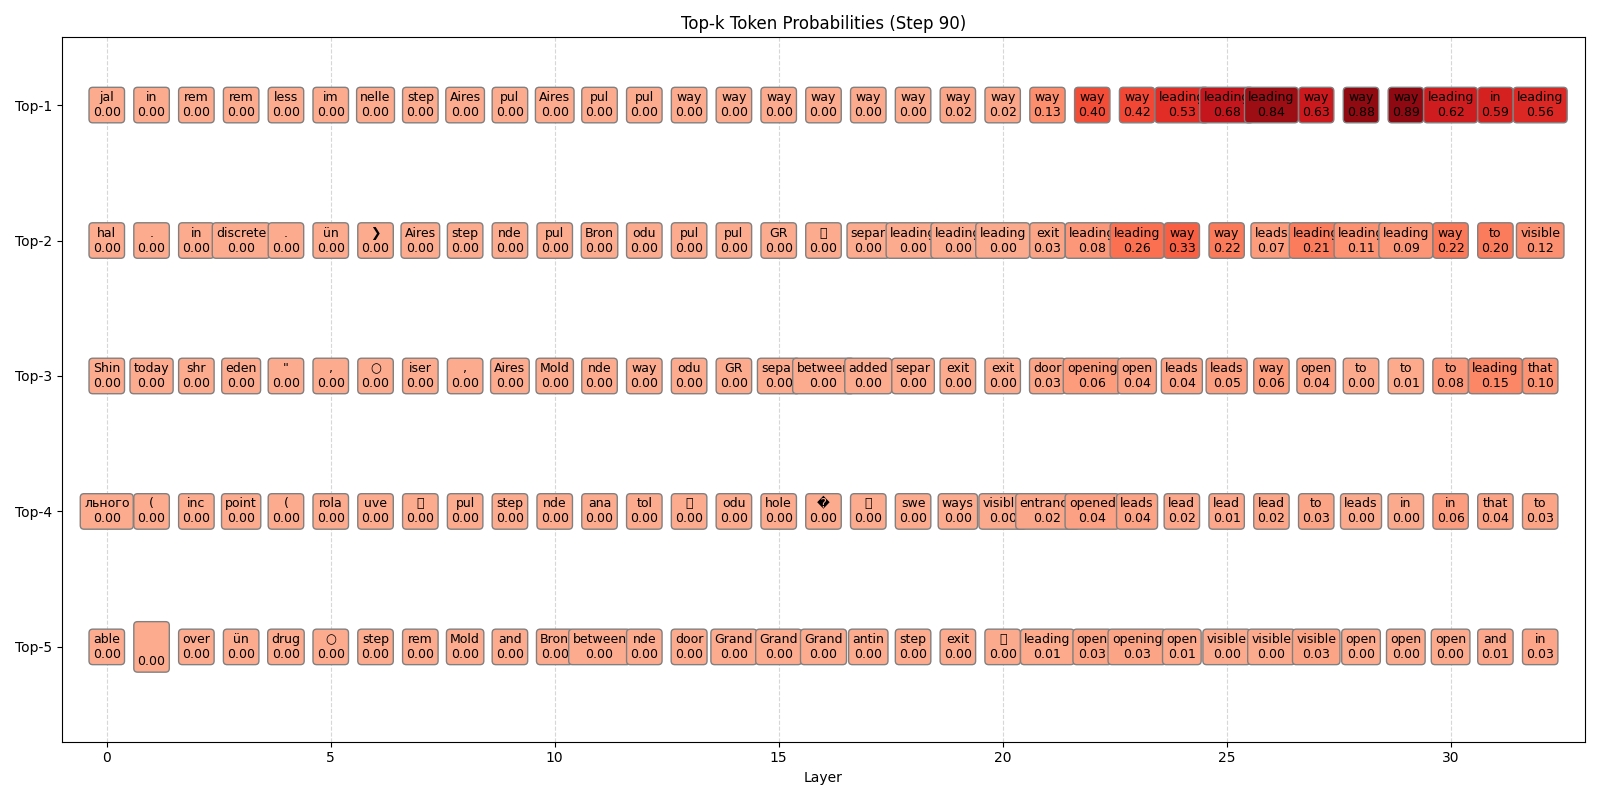 Top-k Token Probabilities (Step 90)
Top-1
jal in rem rem less im nelle step Aires pul Aires pul pul way way way way way way way way way way way leading leading leading way way way leading in leading
0.00 0.00 0.00 0.00 0.00 0.00 0.00 0.00 0.00 0.00 0.00 0.00 0.00 0.00 0.00 0.00 0.00 0.00 0.00 0.02 0.02 0.13 0.40 0.42 0.53 0.68 0.84 0.63 0.88 0.89 0.62 0.59 0.56
Top-2
hal . in discrete . ün ❯ Aires step nde pul Bron odu pul pul GR separ leading leading leading exit leading leading way way leads leading leading leading way to visible
0.00 0.00 0.00 0.00 0.00 0.00 0.00 0.00 0.00 0.00 0.00 0.00 0.00 0.00 0.00 0.00 0.00 0.00 0.00 0.00 0.00 0.03 0.08 0.26 0.33 0.22 0.07 0.21 0.11 0.09 0.22 0.20 0.12
Top-3
Shin today shr eden " , ○ iser , Aires Mold nde way odu GR separ between added separ exit exit door opening open leads leads way open to to to leading that
0.00 0.00 0.00 0.00 0.00 0.00 0.00 0.00 0.00 0.00 0.00 0.00 0.00 0.00 0.00 0.00 0.00 0.00 0.00 0.00 0.00 0.03 0.06 0.04 0.04 0.05 0.06 0.04 0.00 0.01 0.08 0.15 0.10
Top-4
льного ( inc point ( rola uve pul step nde ana tol odu hole � swe ways visible entrance opened leads lead lead lead to leads in in that to
0.00 0.00 0.00 0.00 0.00 0.00 0.00 0.00 0.00 0.00 0.00 0.00 0.00 0.00 0.00 0.00 0.00 0.00 0.00 0.00 0.00 0.02 0.04 0.04 0.02 0.01 0.02 0.03 0.00 0.00 0.06 0.04 0.03
Top-5
able over ün drug ○ step rem Mold and Bron between nde door Grand Grand Grand antin step exit leading open opening open visible visible visible open open open and in
0.00 0.00 0.00 0.00 0.00 0.00 0.00 0.00 0.00 0.00 0.00 0.00 0.00 0.00 0.00 0.00 0.00 0.00 0.00 0.00 0.00 0.01 0.03 0.03 0.01 0.00 0.00 0.03 0.00 0.00 0.00 0.01 0.03
0 5 10 15 20 25 30
Layer